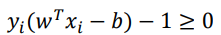 𝑦ᵢ(𝑤ᵀ𝑥ᵢ − 𝑏) − 1 ≥ 0